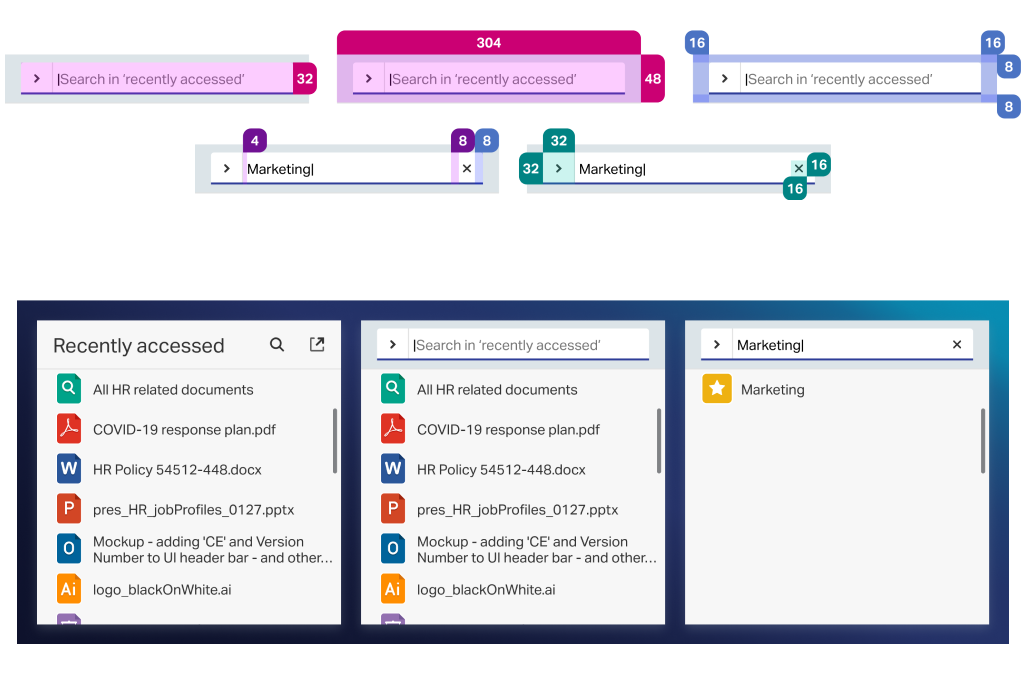 304
16
16
|Search in ‘recently accessed’
32
|Search in ‘recently accessed’
48
|Search in ‘recently accessed’
8
8
4
8
8
Marketing|
32
32
Marketing|
16
16
Recently accessed
All HR related documents
COVID-19 response plan.pdf
W
HR Policy 54512-448.docx
P
pres_HR_jobProfiles_0127.pptx
O
Mockup - adding 'CE' and Version
Number to UI header bar - and other...
Ai
logo_blackOnWhite.ai
|Search in ‘recently accessed’
All HR related documents
COVID-19 response plan.pdf
W
HR Policy 54512-448.docx
P
pres_HR_jobProfiles_0127.pptx
O
Mockup - adding 'CE' and Version
Number to UI header bar - and other...
Ai
logo_blackOnWhite.ai
Marketing|
Marketing